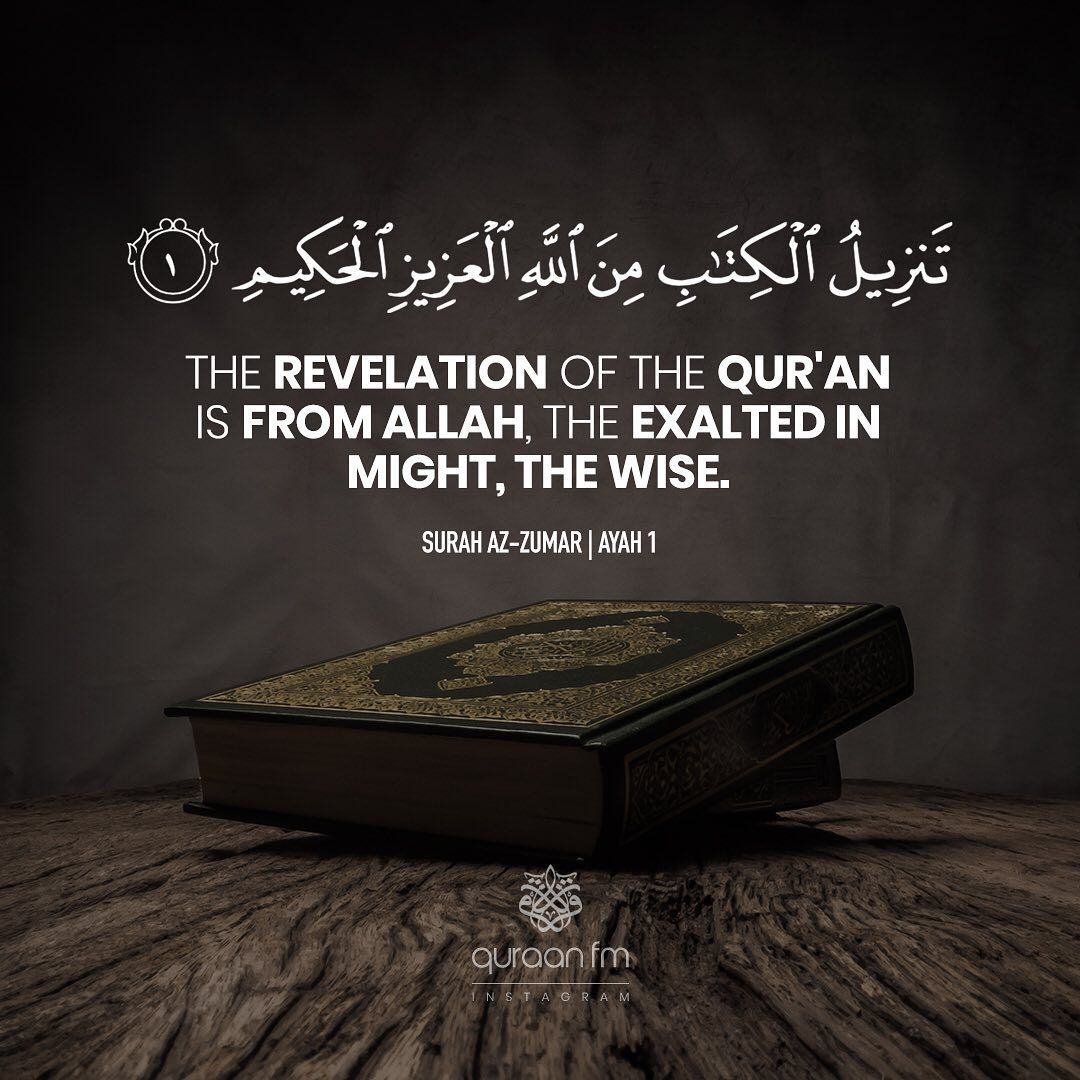 تَنزِيلُ ٱلْكِتَـٰبِ مِنَ ٱللَّهِ ٱلْعَزِيزِ ٱلْحَكِيمِ ١
THE REVELATION OF THE QUR'AN
IS FROM ALLAH, THE EXALTED IN
MIGHT, THE WISE.
SURAH AZ-ZUMAR | AYAH 1
quraan fm
INSTAGRAM